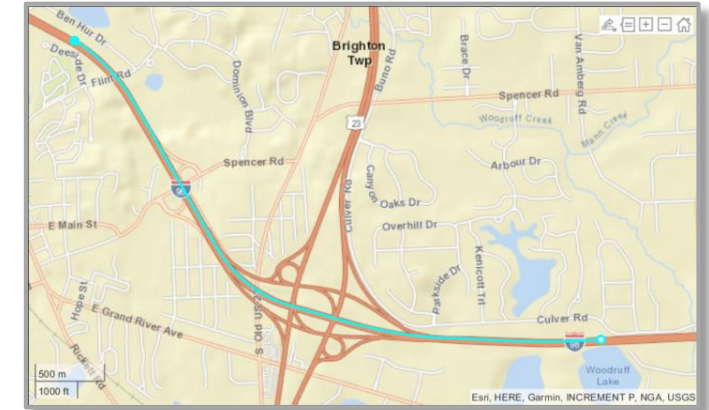 Ben Hur Dr
Deeside Dr
Flint Rd
Brighton
Twp
Buno Rd
Brace Dr
Van Amberg Rd
Dominion Blvd
Spencer Rd
23
Woodruff Creek
Mann Creek
Spencer Rd
Arbour Dr
Canyon Oaks Dr
Culver Rd
E Main St
Overhill Dr
Kenicott Trl
Parkside Dr
Hope St
E Grand River Ave
S Old US 2
Culver Rd
96
Rickett Rd
Woodruff
Lake
500 m
1000 ft
Esri, HERE, Garmin, INCREMENT P, NGA, USGS